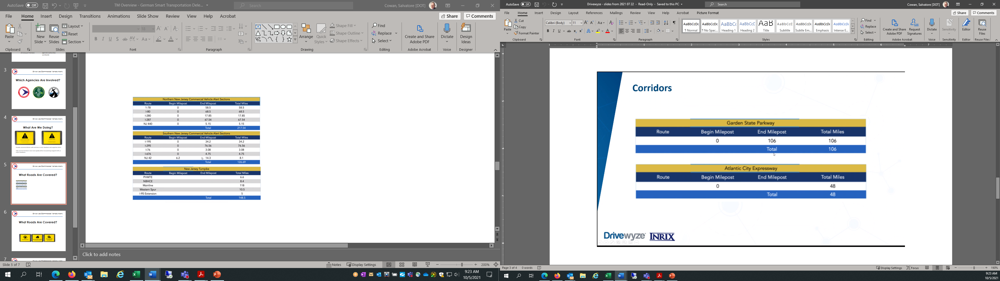 AutoSave Off TM Overview - German Smart Transportation Dele... Search Cowan, Salvatore [DOT]
File Home Insert Design Transitions Animations Slide Show Review View Help Acrobat Share Comments
Paste New Slide Reuse Slides Layout Reset Section 18 Arrange Quick Styles Shape Fill Shape Outline Shape Effects Find Replace Select Create and Share Adobe PDF Dictate Design Ideas
Clipboard Slides Font Paragraph Drawing Editing Adobe Acrobat Voice Designer
3
Drivewyze Commercial Vehicle Alerts
Which Agencies Are Involved?
4
Drivewyze Commercial Vehicle Alerts
What Are We Doing?
5
Drivewyze Commercial Vehicle Alerts
What Roads Are Covered?
6
Drivewyze Commercial Vehicle Alerts
What Roads Are Covered?
7
Northern New Jersey Commercial Vehicle Alert Sections
Route Begin Milepost End Milepost Total Miles
1-78 0 58.5 58.5
I-80 0 68.5 68.5
I-280 0 17.85 17.85
I-287 0 67.54 67.54
NJ 440 0 5.15 5.15
Total 217.54
Southern New Jersey Commercial Vehicle Alert Sections
Route Begin Milepost End Milepost Total Miles
I-195 0 34.2 34.2
I-295 0 76.56 76.56
I-76 0 3.08 3.08
I-676 0 4.75 4.75
NJ 42 6.2 14.3 8.1
Total 126.69
New Jersey Turnpike
Route Begin Milepost End Milepost Total Miles
PHMTE 6.6
NBHCE 8.4
Mainline 118
Western Spur 10.5
I-95 Extension 5
Total 148.5
Click to add notes
Slide 5 of 7 Notes Display Settings 200%
9:23 AM
10/5/2021
AutoSave Off Drivewyze - slides from 2021 07 22 - Read-Only - Saved to this PC Search Cowan, Salvatore [DOT]
File Home Insert Design Layout References Mailings Review View Help Acrobat Picture Format Share Comments
Paste Cut Copy Format Painter Calibri (Body) 11 AaBbCcDc ¶ Normal AaBbCcDc ¶ No Spac... AaBbCc Heading 1 AaBbCcD Heading 2 AaB Title AaBbCcD Subtitle AaBbCcDc Subtle Em... AaBbCcDc Emphasis AaBbCcDc Intense E... Find Replace Select Create and Share Adobe PDF Request Signatures Dictate Sensitivity Editor Reuse Files
Clipboard Font Paragraph Styles Editing Adobe Acrobat Voice Sensitivity Editor Reuse Files
Corridors
Garden State Parkway
Route Begin Milepost End Milepost Total Miles
0 106 106
Total 106
Atlantic City Expressway
Route Begin Milepost End Milepost Total Miles
0 48
Total 48
Drivewyze INRIX
Page 3 of 4 0 words Display Settings Focus 190%
9:23 AM
10/5/2021